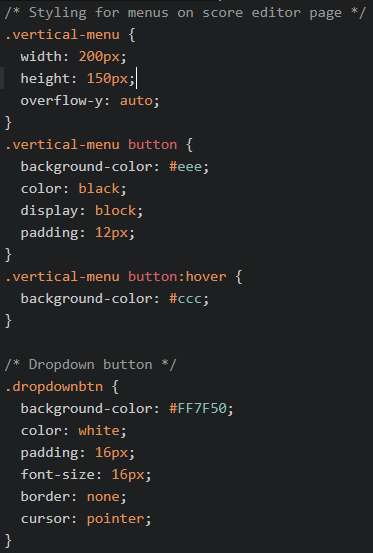 /* Styling for menus on score editor page */
.vertical-menu {
  width: 200px;
  height: 150px;
  overflow-y: auto;
}
.vertical-menu button {
  background-color: #eee;
  color: black;
  display: block;
  padding: 12px;
}
.vertical-menu button:hover {
  background-color: #ccc;
}

/* Dropdown button */
.dropdownbtn {
  background-color: #FF7F50;
  color: white;
  padding: 16px;
  font-size: 16px;
  border: none;
  cursor: pointer;
}